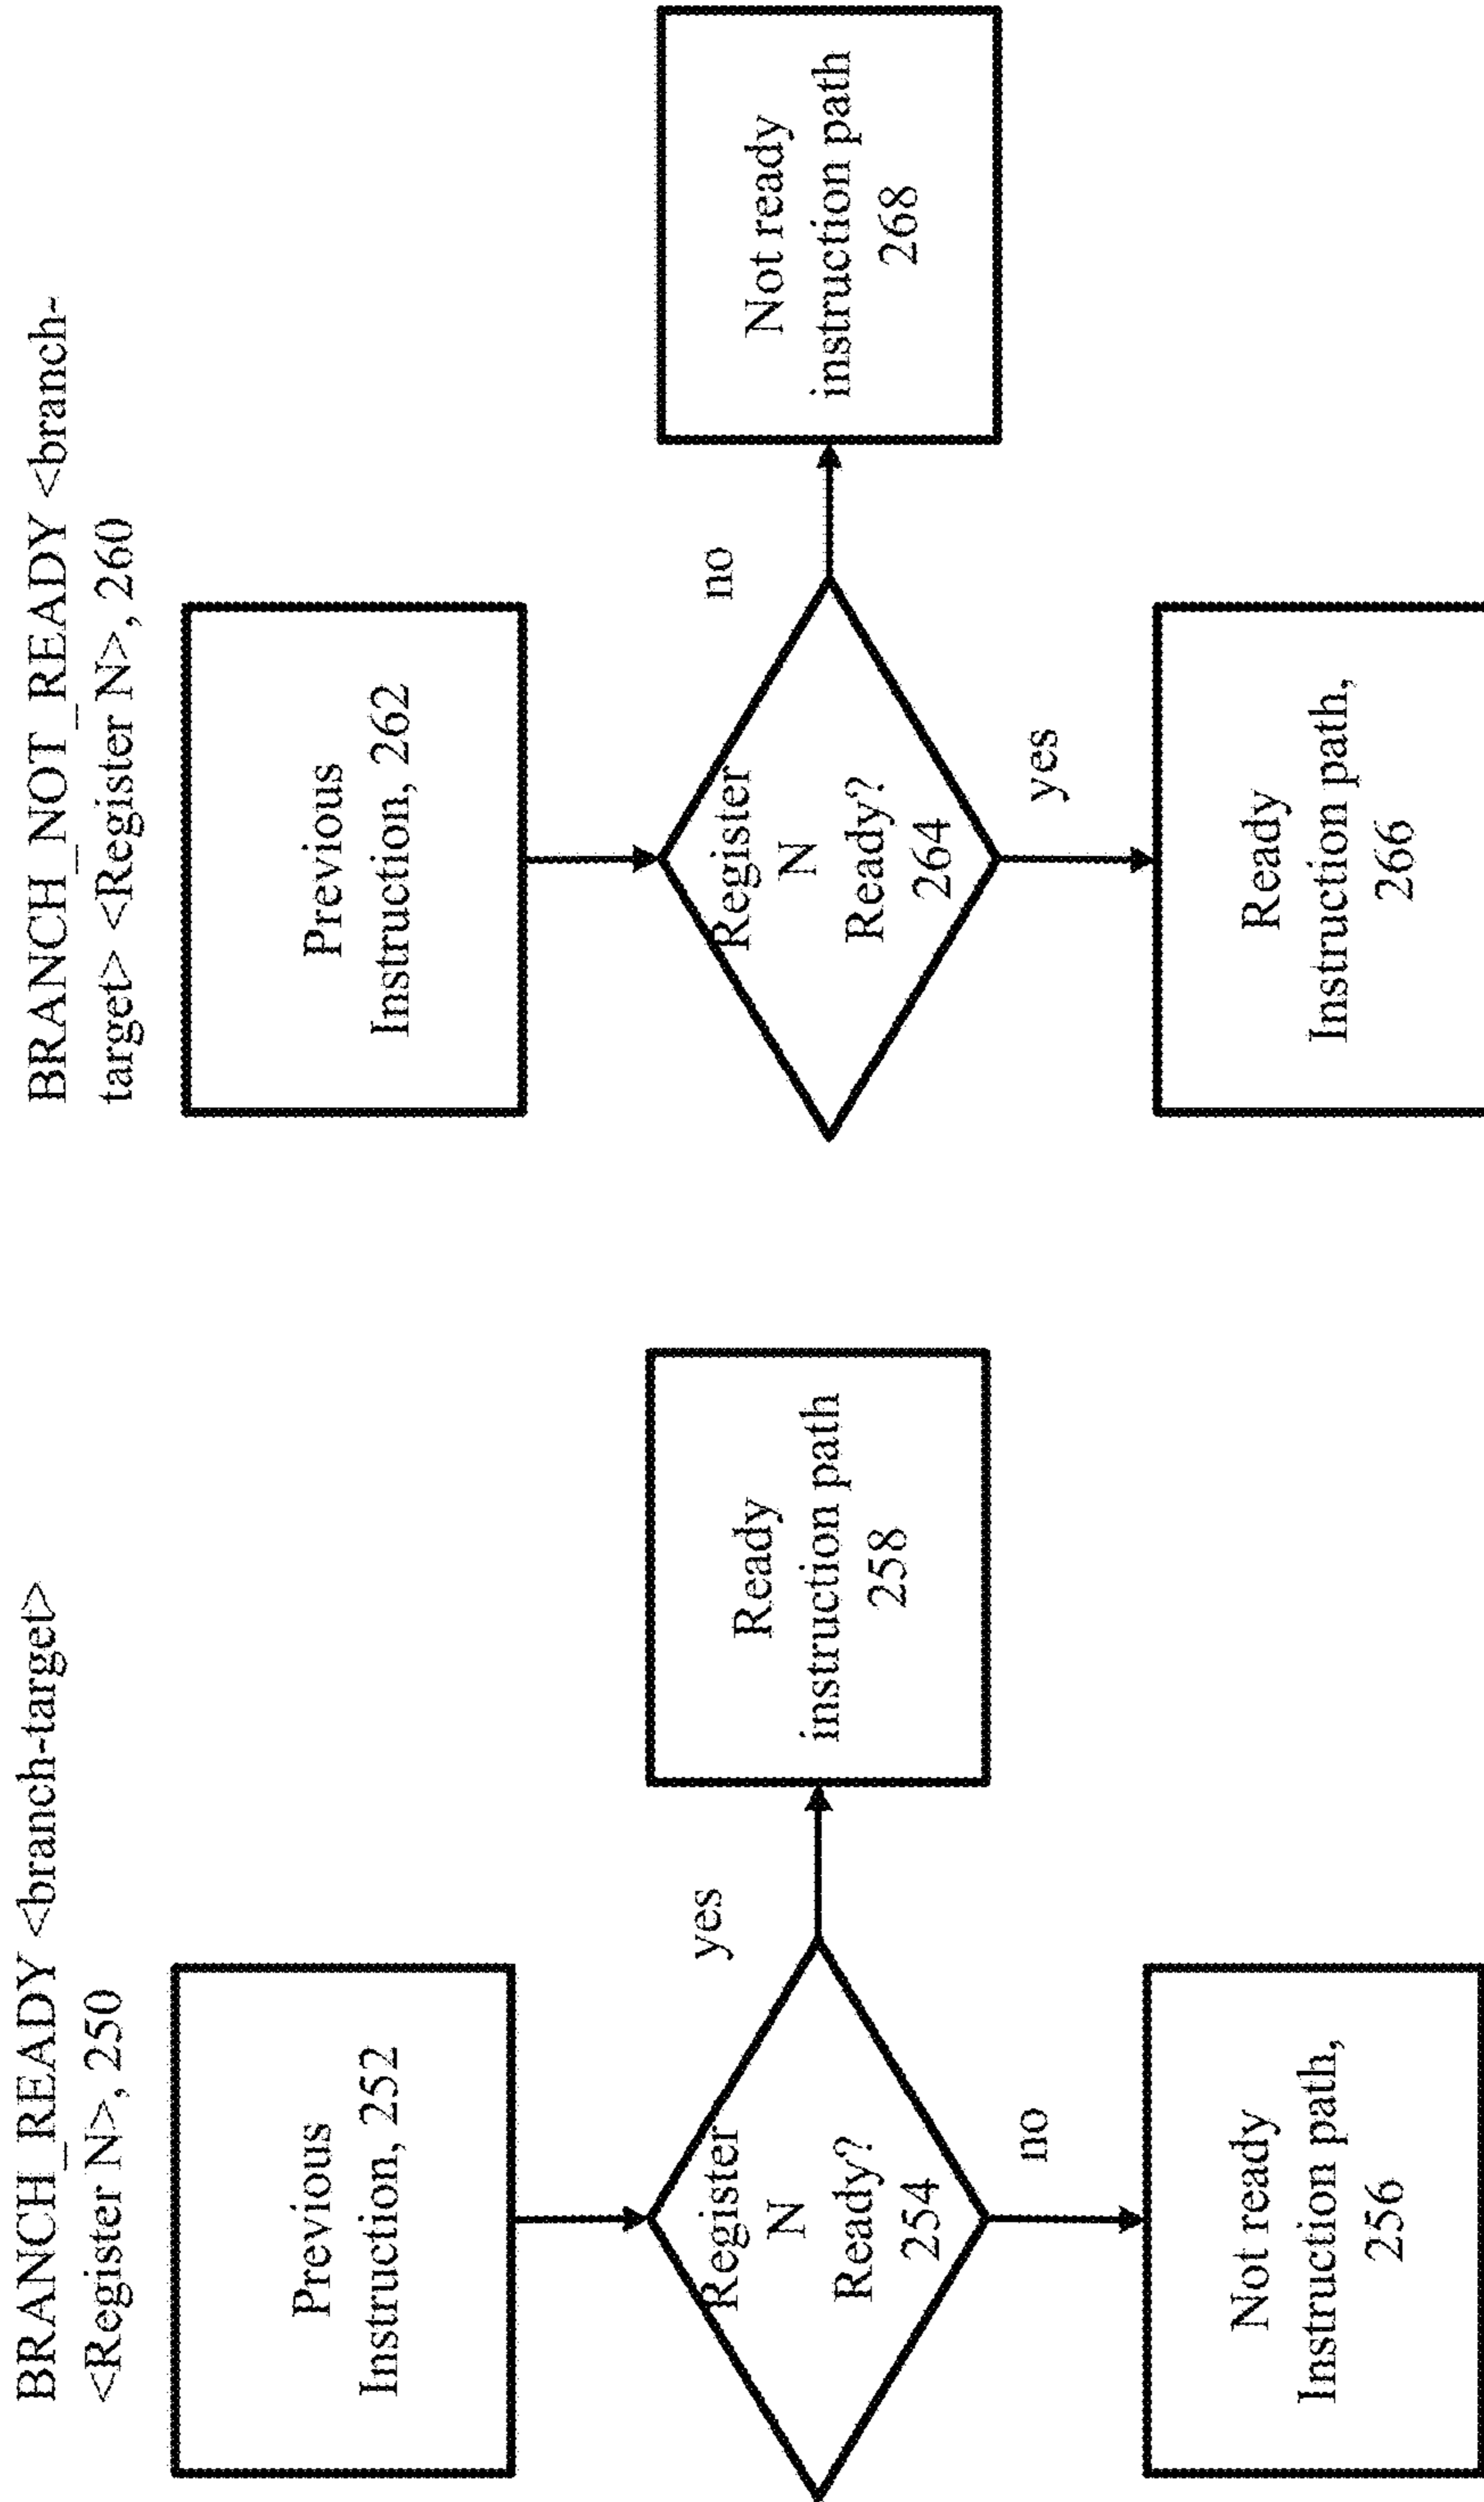 BRANCH_READY <branch-target>
<Register N>, 250
Previous
Instruction, 252
Register
N
Ready?
254
yes
Ready
instruction path
258
no
Not ready
Instruction path,
256
BRANCH_NOT_READY <branch-
target> <Register N>, 260
Previous
Instruction, 262
Register
N
Ready?
264
no
Not ready
instruction path
268
yes
Ready
Instruction path,
266